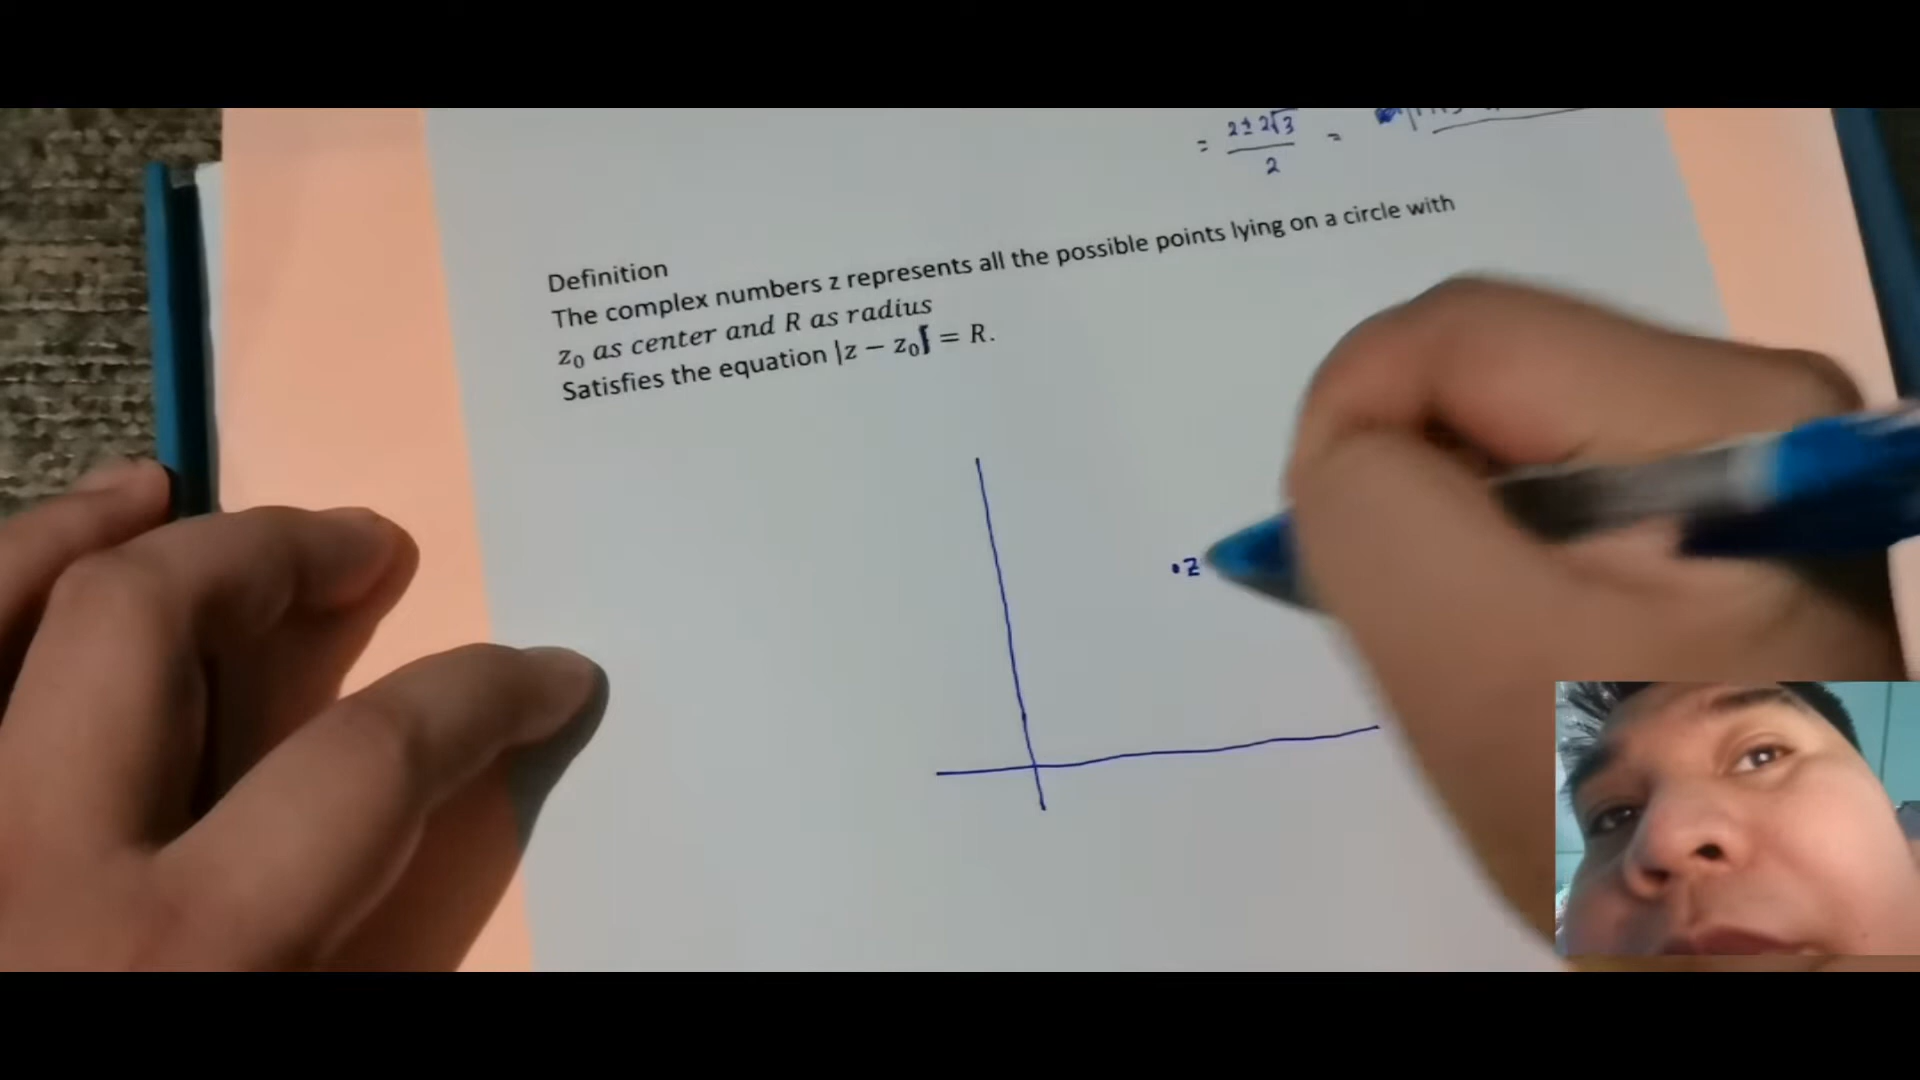 = 2 ± 2√3 / 2 =
Definition
The complex numbers z represents all the possible points lying on a circle with
z₀ as center and R as radius
Satisfies the equation |z − z₀| = R.
•z